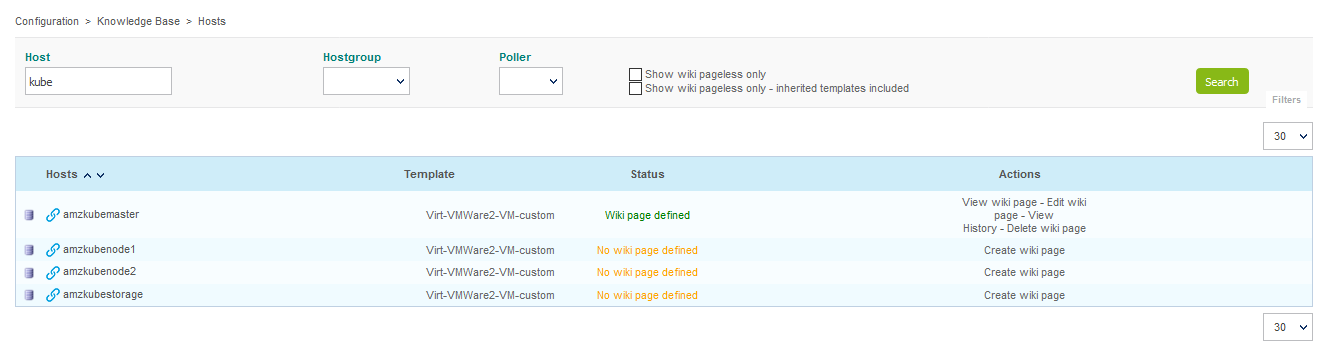 Configuration > Knowledge Base > Hosts
Host Hostgroup Poller
kube
Show wiki pageless only
Show wiki pageless only - inherited templates included
Search
Filters
30
Hosts Template Status Actions
amzkubemaster Virt-VMWare2-VM-custom Wiki page defined View wiki page - Edit wiki
page - View
History - Delete wiki page
amzkubenode1 Virt-VMWare2-VM-custom No wiki page defined Create wiki page
amzkubenode2 Virt-VMWare2-VM-custom No wiki page defined Create wiki page
amzkubestorage Virt-VMWare2-VM-custom No wiki page defined Create wiki page
30